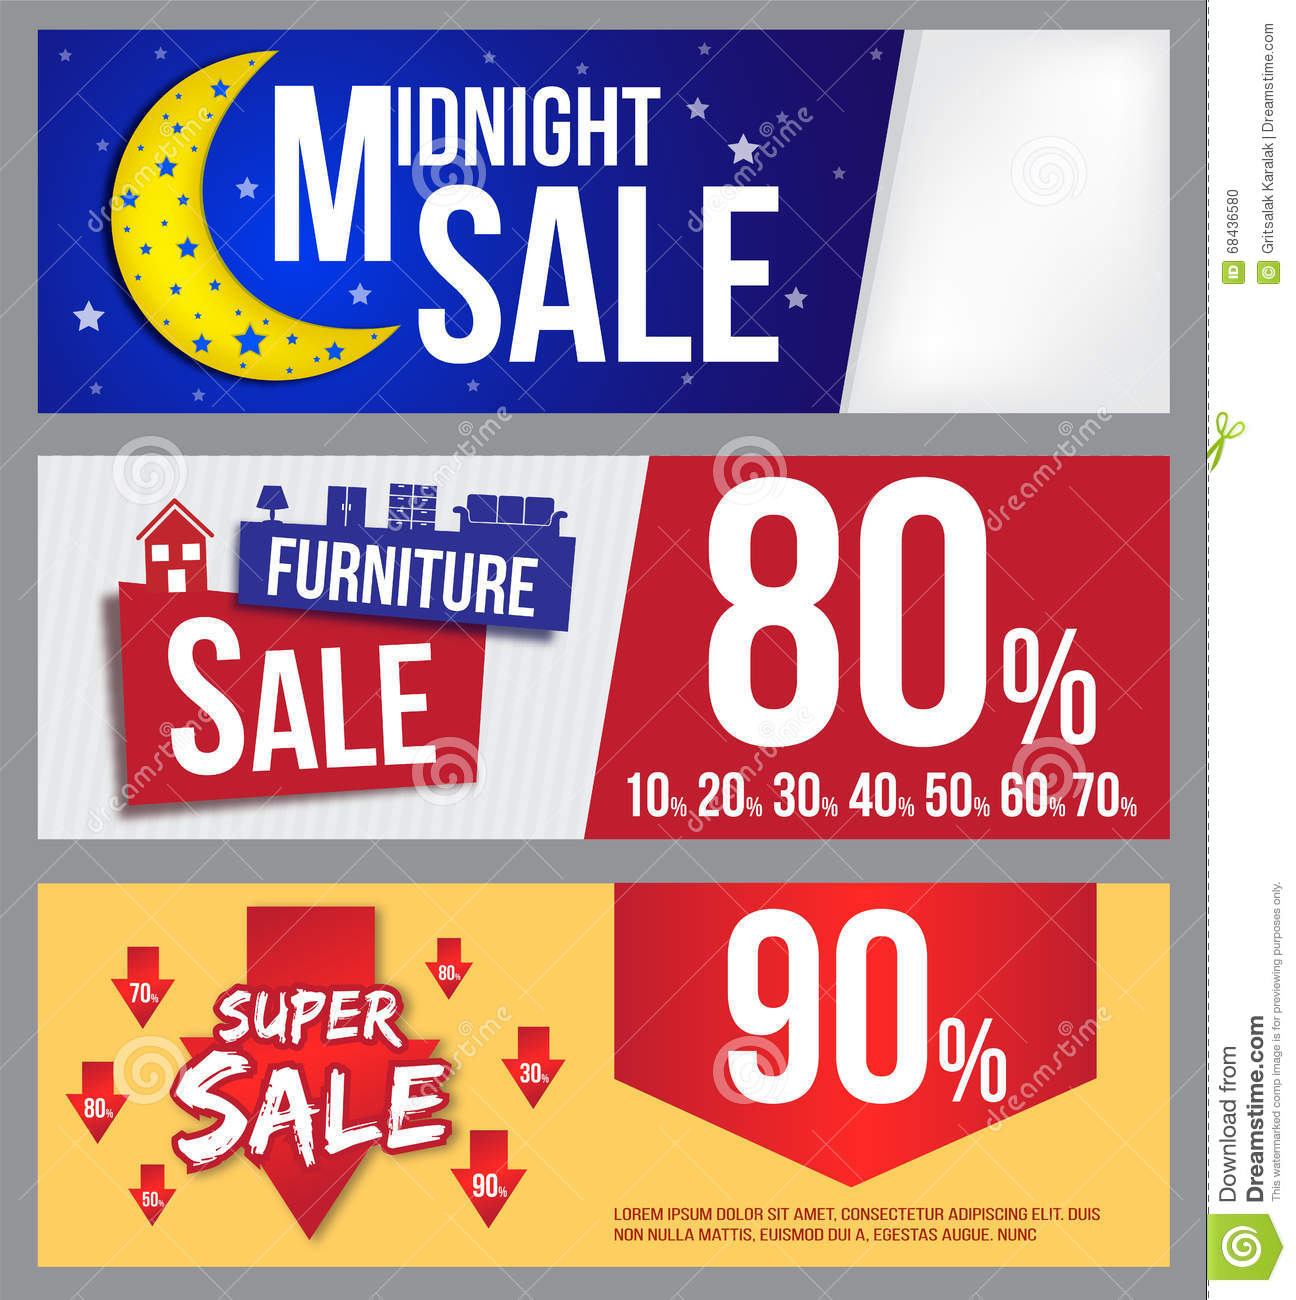 MIDNIGHT
SALE
FURNITURE
SALE
80%
10% 20% 30% 40% 50% 60% 70%
SUPER
SALE
70%
80%
80%
30%
50%
90%
90%
LOREM IPSUM DOLOR SIT AMET, CONSECTETUR ADIPISCING ELIT. DUIS
NON NULLA MATTIS, EUISMOD DUI A, EGESTAS AUGUE. NUNC
dreamstime
ID 68436580
© Gritsalak Karalak | Dreamstime.com
Download from
Dreamstime.com
This watermarked comp image is for previewing purposes only.